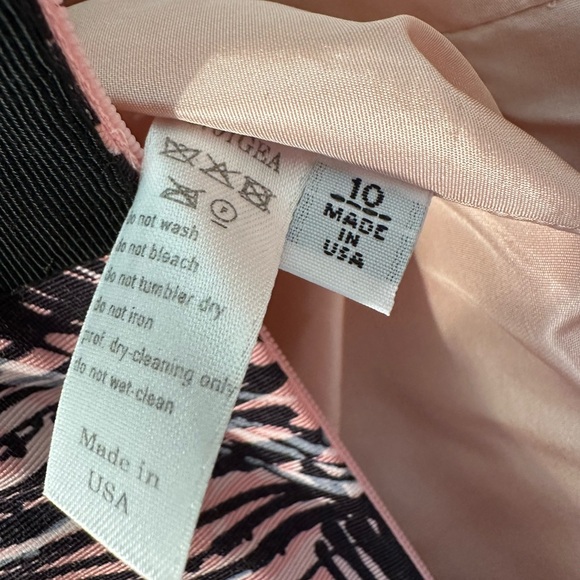 do not wash
do not bleach
do not tumbler dry
do not iron
prof. dry-cleaning only
do not wet-clean
Made in
USA
10
MADE
IN
USA